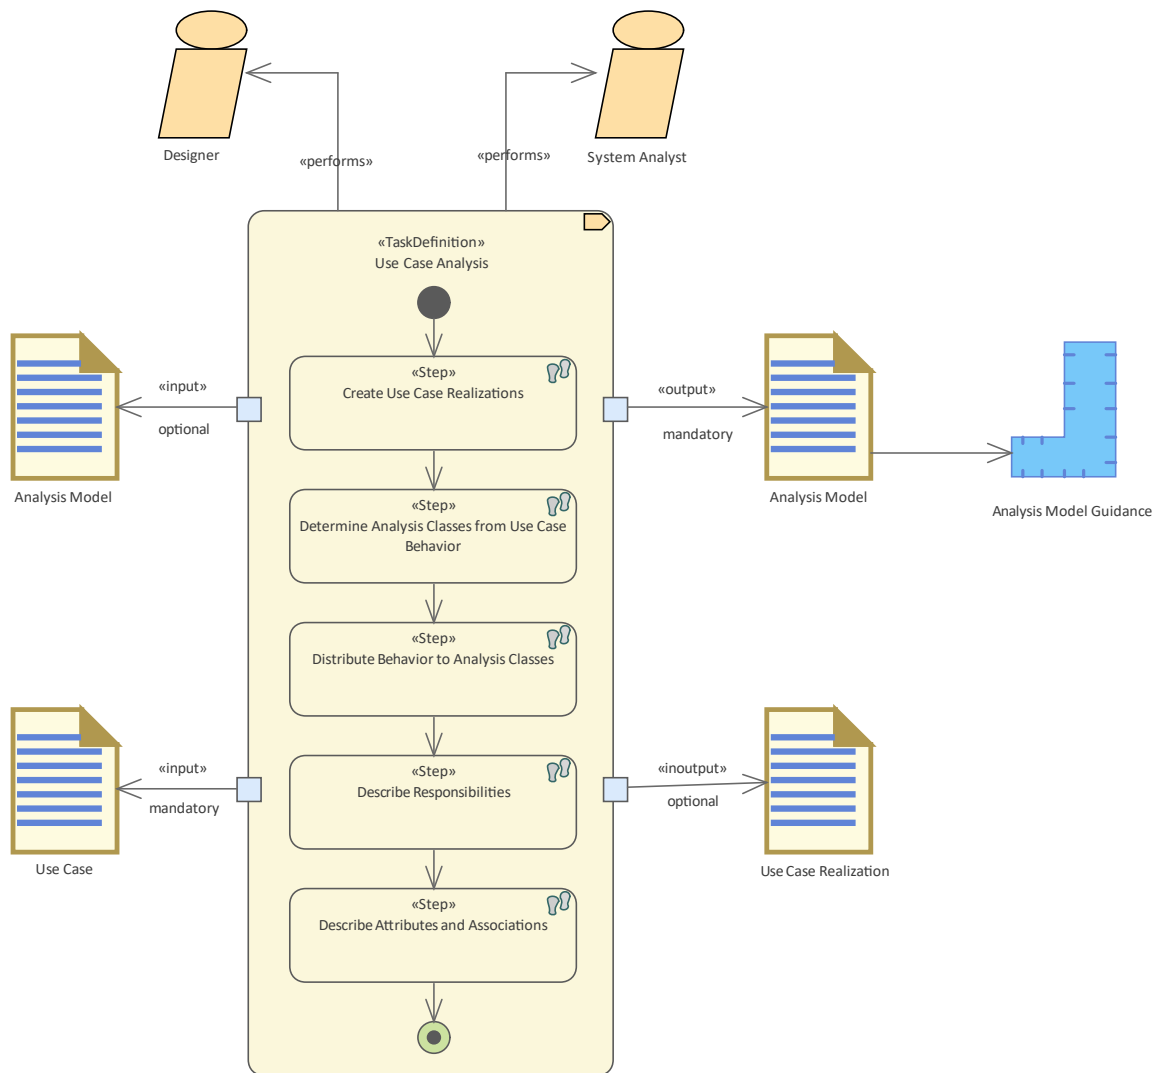 Designer
System Analyst
«performs»
«performs»
«TaskDefinition»
Use Case Analysis
«Step»
Create Use Case Realizations
«input»
optional
Analysis Model
«output»
mandatory
Analysis Model
Analysis Model Guidance
«Step»
Determine Analysis Classes from Use Case
Behavior
«Step»
Distribute Behavior to Analysis Classes
«Step»
Describe Responsibilities
«input»
mandatory
Use Case
«inoutput»
optional
Use Case Realization
«Step»
Describe Attributes and Associations